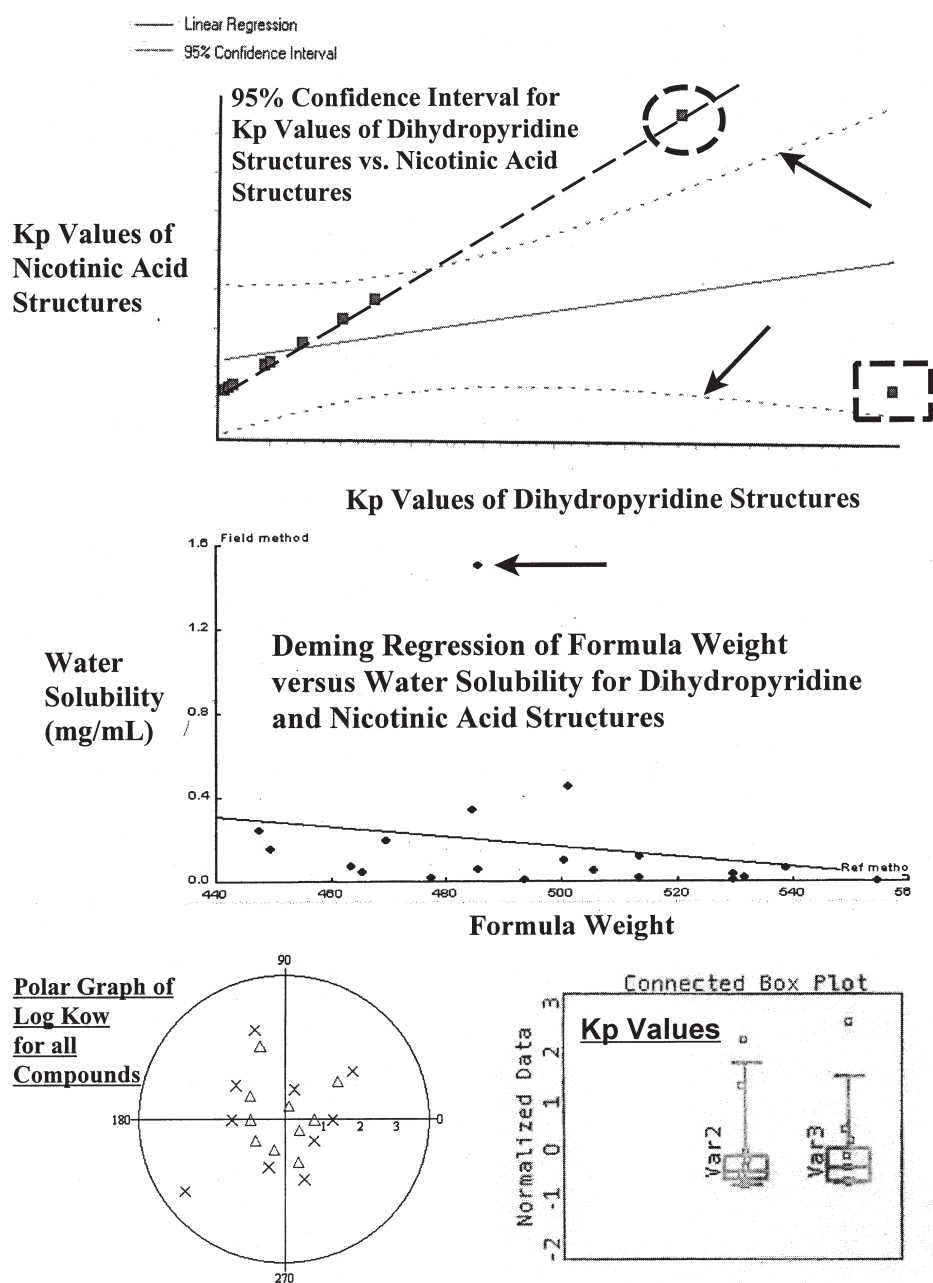 Linear Regression
95% Confidence Interval
95% Confidence Interval for
Kp Values of Dihydropyridine
Structures vs. Nicotinic Acid
Structures
Kp Values of
Nicotinic Acid
Structures
Kp Values of Dihydropyridine Structures
1.6
Field method
1.2
Deming Regression of Formula Weight
versus Water Solubility for Dihydropyridine
and Nicotinic Acid Structures
Water
Solubility
(mg/mL)
0.8
0.4
0.0
Ref metho
440 460 480 500 520 540 56
Formula Weight
Polar Graph of
Log Kow
for all
Compounds
90
180
1 2 3 0
270
Connected Box Plot
Kp Values
Normalized Data
3
2
1
0
-1
-2
Var2
Var3